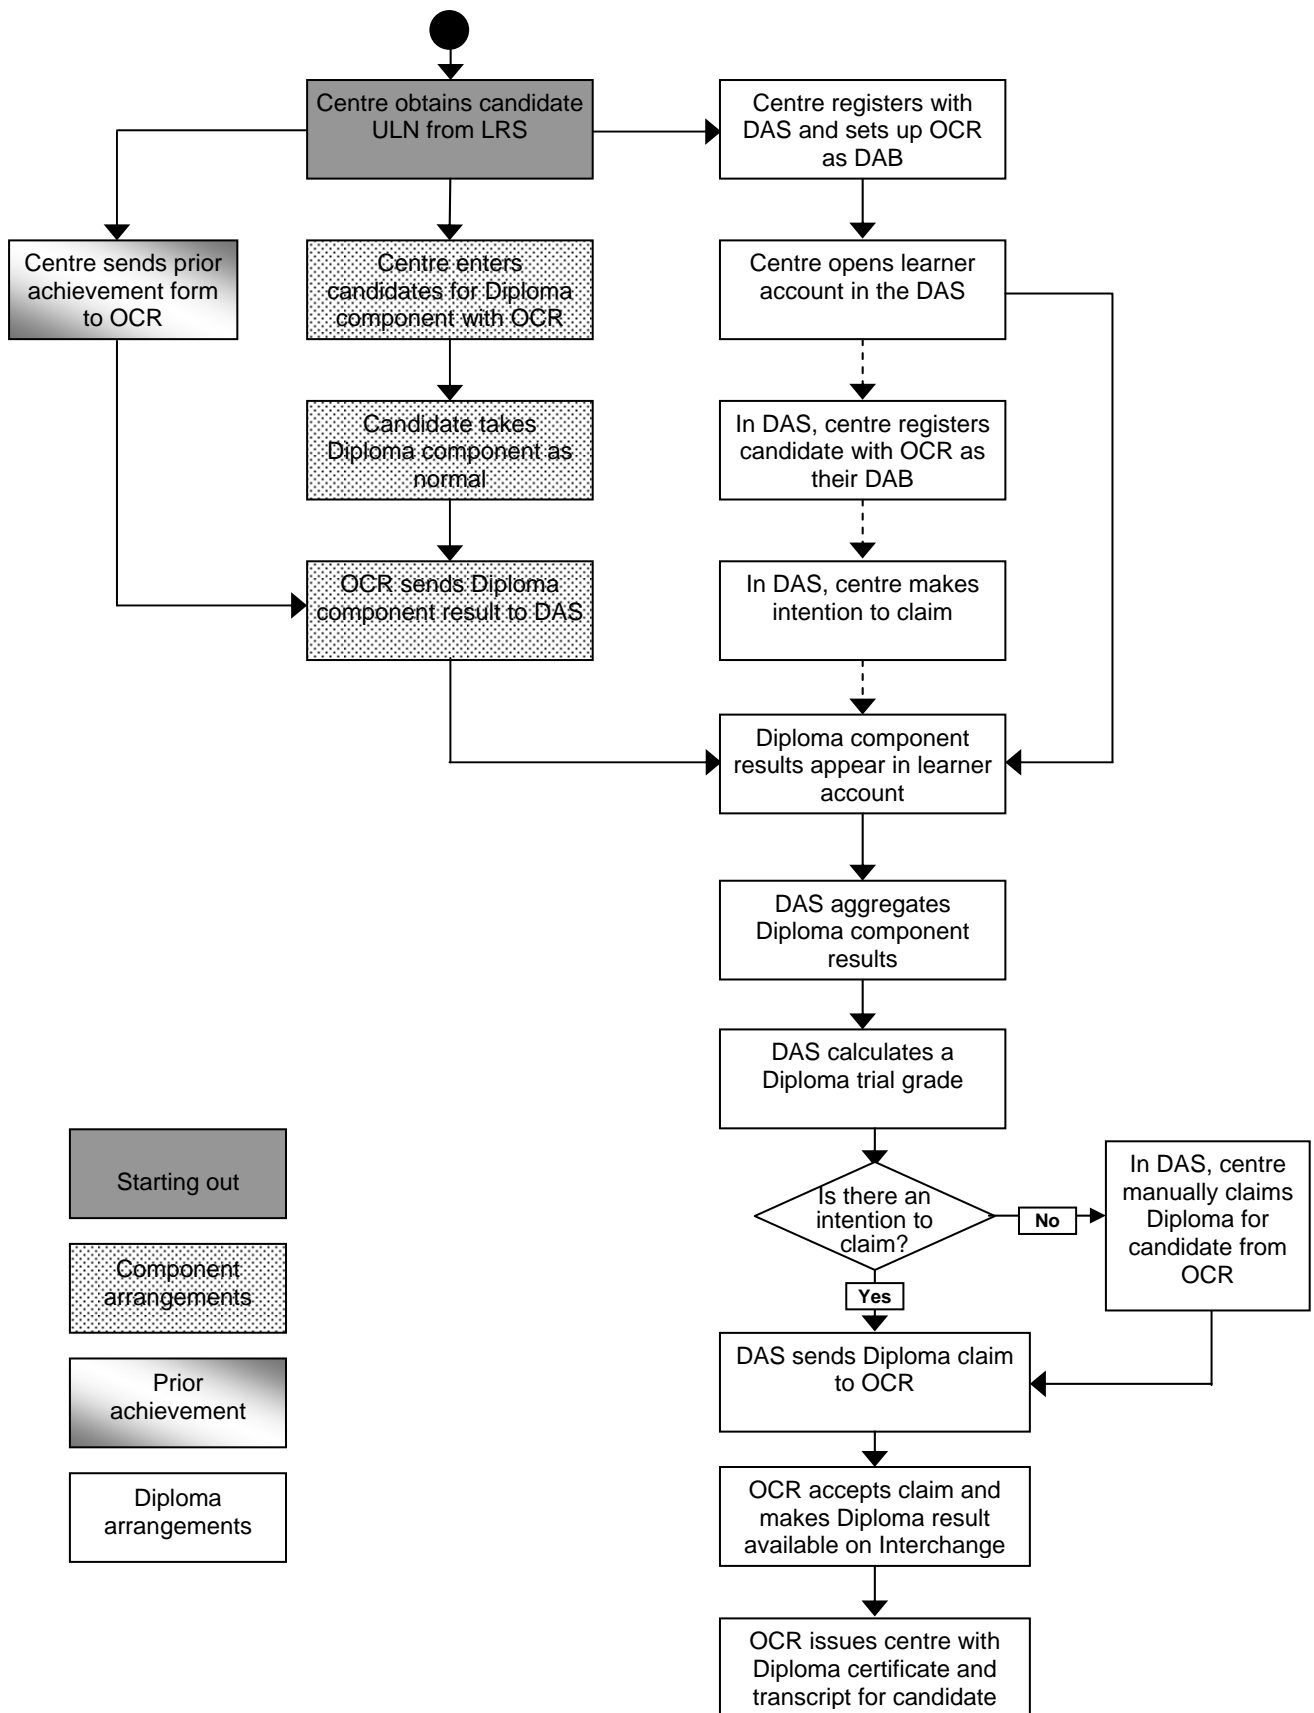 Centre obtains candidate
ULN from LRS
Centre registers with
DAS and sets up OCR
as DAB
Centre sends prior
achievement form
to OCR
Centre enters
candidates for Diploma
component with OCR
Centre opens learner
account in the DAS
Candidate takes
Diploma component as
normal
In DAS, centre registers
candidate with OCR as
their DAB
OCR sends Diploma
component result to DAS
In DAS, centre makes
intention to claim
Diploma component
results appear in learner
account
DAS aggregates
Diploma component
results
DAS calculates a
Diploma trial grade
Is there an
intention to
claim?
No
In DAS, centre
manually claims
Diploma for
candidate from
OCR
Yes
DAS sends Diploma claim
to OCR
OCR accepts claim and
makes Diploma result
available on Interchange
OCR issues centre with
Diploma certificate and
transcript for candidate
Starting out
Component
arrangements
Prior
achievement
Diploma
arrangements